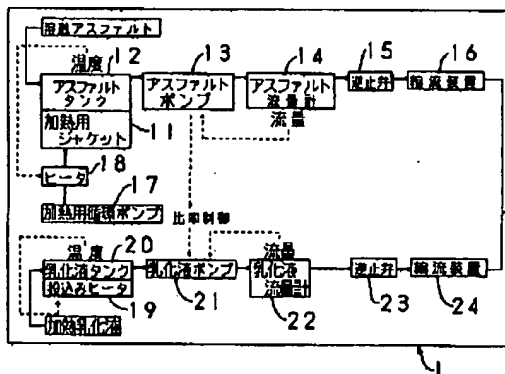 溶融アスファルト
温度
12
13
14
15
16
アスファルト
タンク
アスファルト
ポンプ
アスファルト
流量計
逆止弁
整流装置
加熱用
ジャケット
11
流量
18
ヒータ
17
加熱用循環ポンプ
比率制御
温度
20
流量
乳化液タンク
乳化液ポンプ
乳化液
流量計
逆止弁
整流装置
投込みヒータ
19
21
22
23
24
加熱乳化液
1